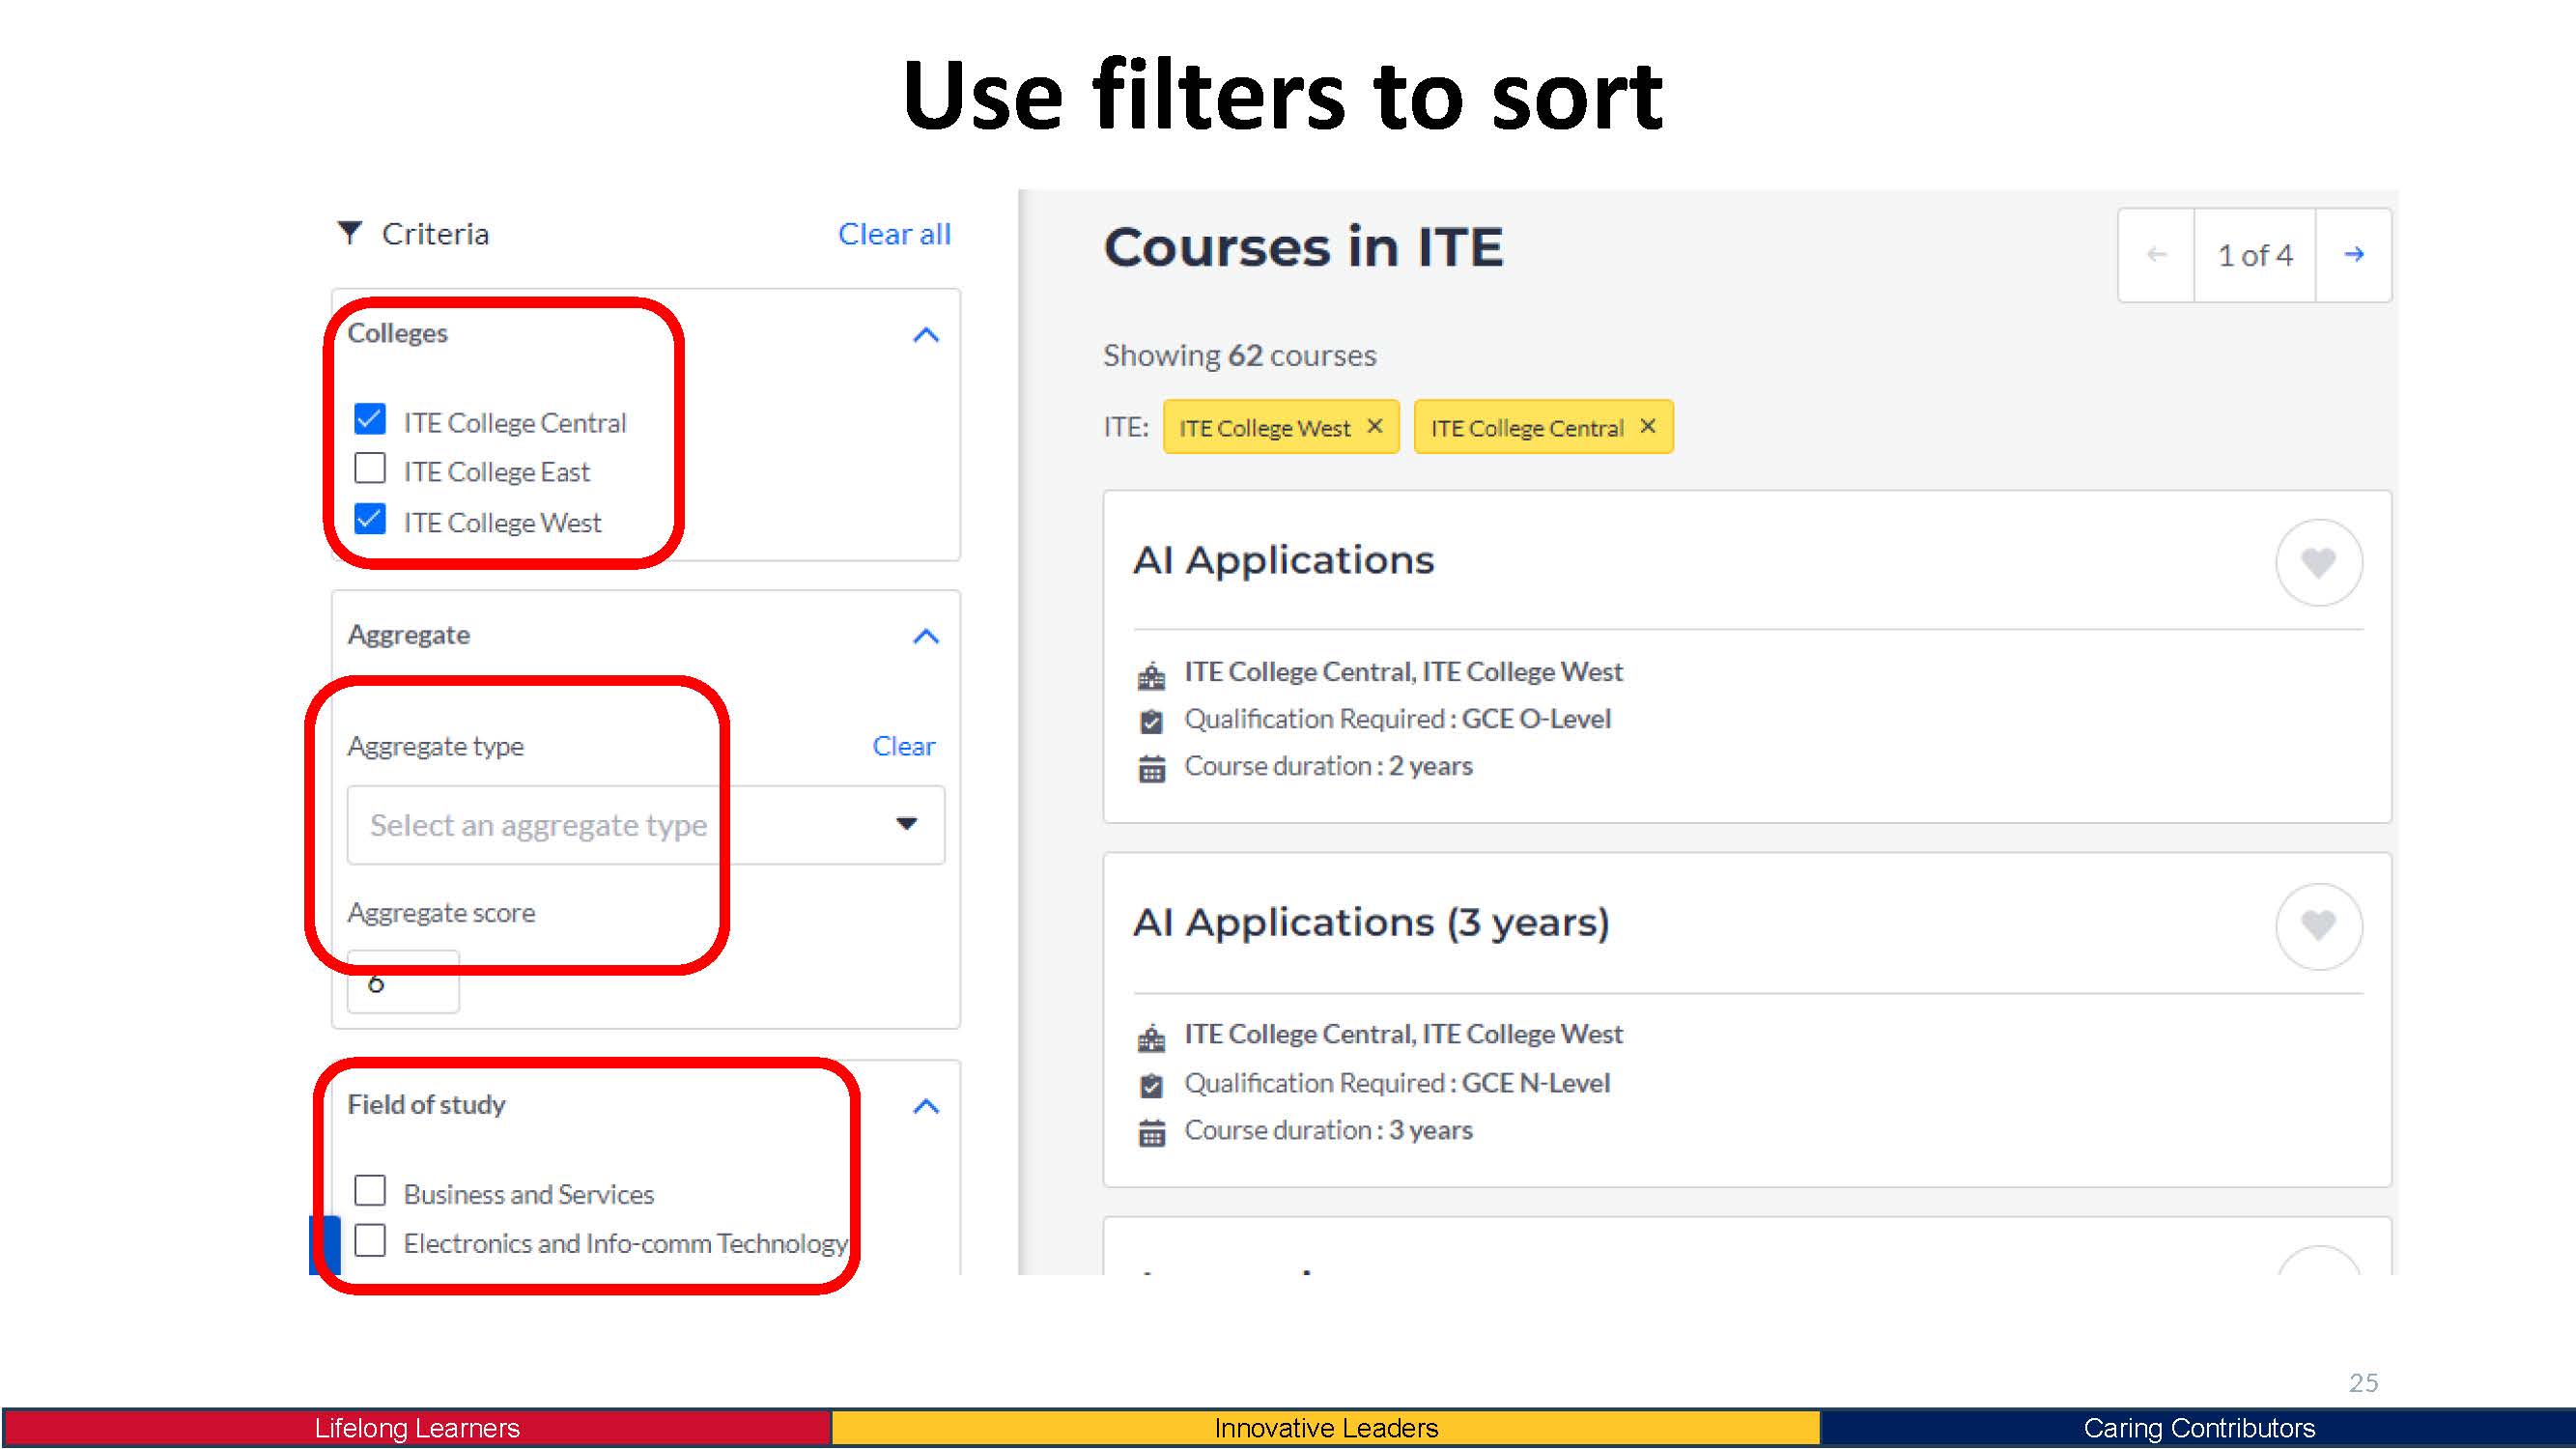 Use filters to sort
Criteria
Clear all
Colleges
ITE College Central
ITE College East
ITE College West
Aggregate
Aggregate type
Clear
Select an aggregate type
Aggregate score
6
Field of study
Business and Services
Electronics and Info-comm Technology
Courses in ITE
1 of 4
Showing 62 courses
ITE: ITE College West × ITE College Central ×
AI Applications
ITE College Central, ITE College West
Qualification Required : GCE O-Level
Course duration : 2 years
AI Applications (3 years)
ITE College Central, ITE College West
Qualification Required : GCE N-Level
Course duration : 3 years
25
Lifelong Learners
Innovative Leaders
Caring Contributors